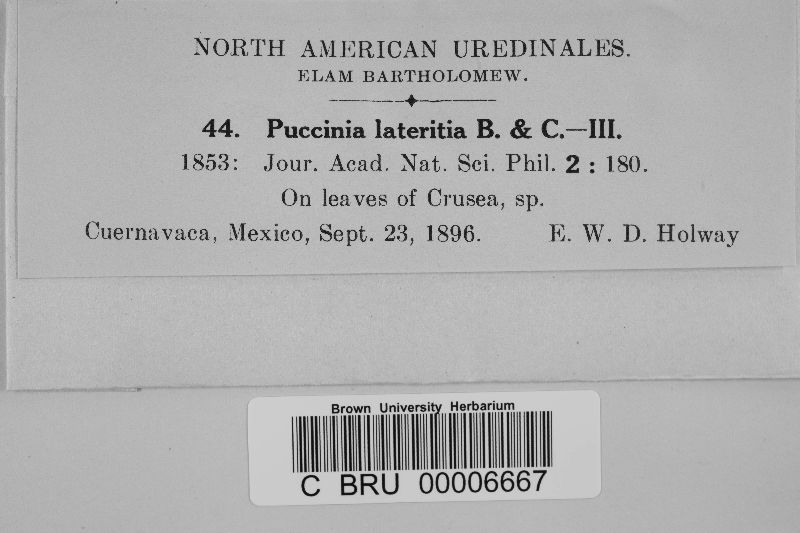 NORTH AMERICAN UREDINALES.
ELAM BARTHOLOMEW.
44. Puccinia lateritia B. & C.—III.
1853: Jour. Acad. Nat. Sci. Phil. 2 : 180.
On leaves of Crusea, sp.
Cuernavaca, Mexico, Sept. 23, 1896. E. W. D. Holway
Brown University Herbarium
C BRU 00006667